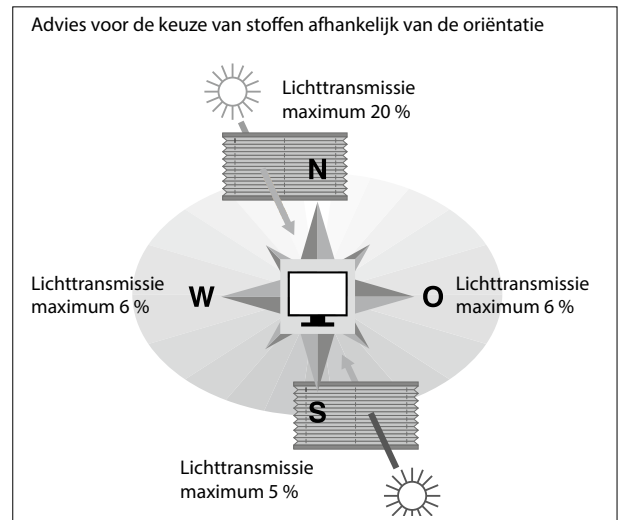 Advies voor de keuze van stoffen afhankelijk van de oriëntatie
Lichttransmissie
maximum 20 %
N
Lichttransmissie
maximum 6 %
W
O
Lichttransmissie
maximum 6 %
S
Lichttransmissie
maximum 5 %